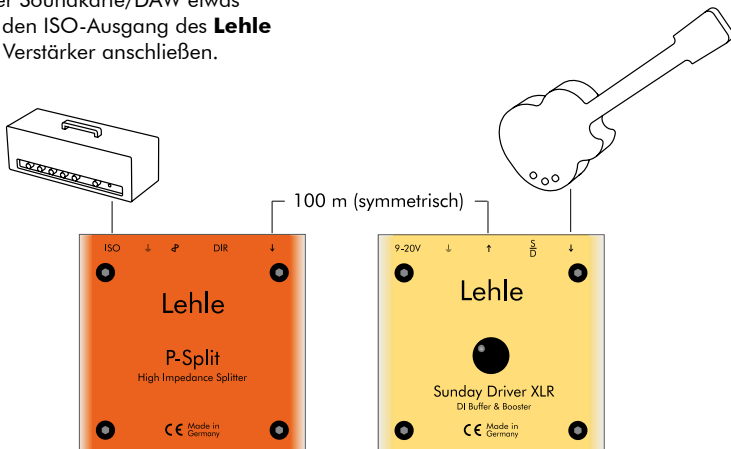 er Soundkarte/DAW etwas
den ISO-Ausgang des Lehle
Verstärker anschließen.
100 m (symmetrisch)
ISO DIR
Lehle
P-Split
High Impedance Splitter
CE Made in
Germany
9-20V S/D
Lehle
Sunday Driver XLR
DI Buffer & Booster
CE Made in
Germany